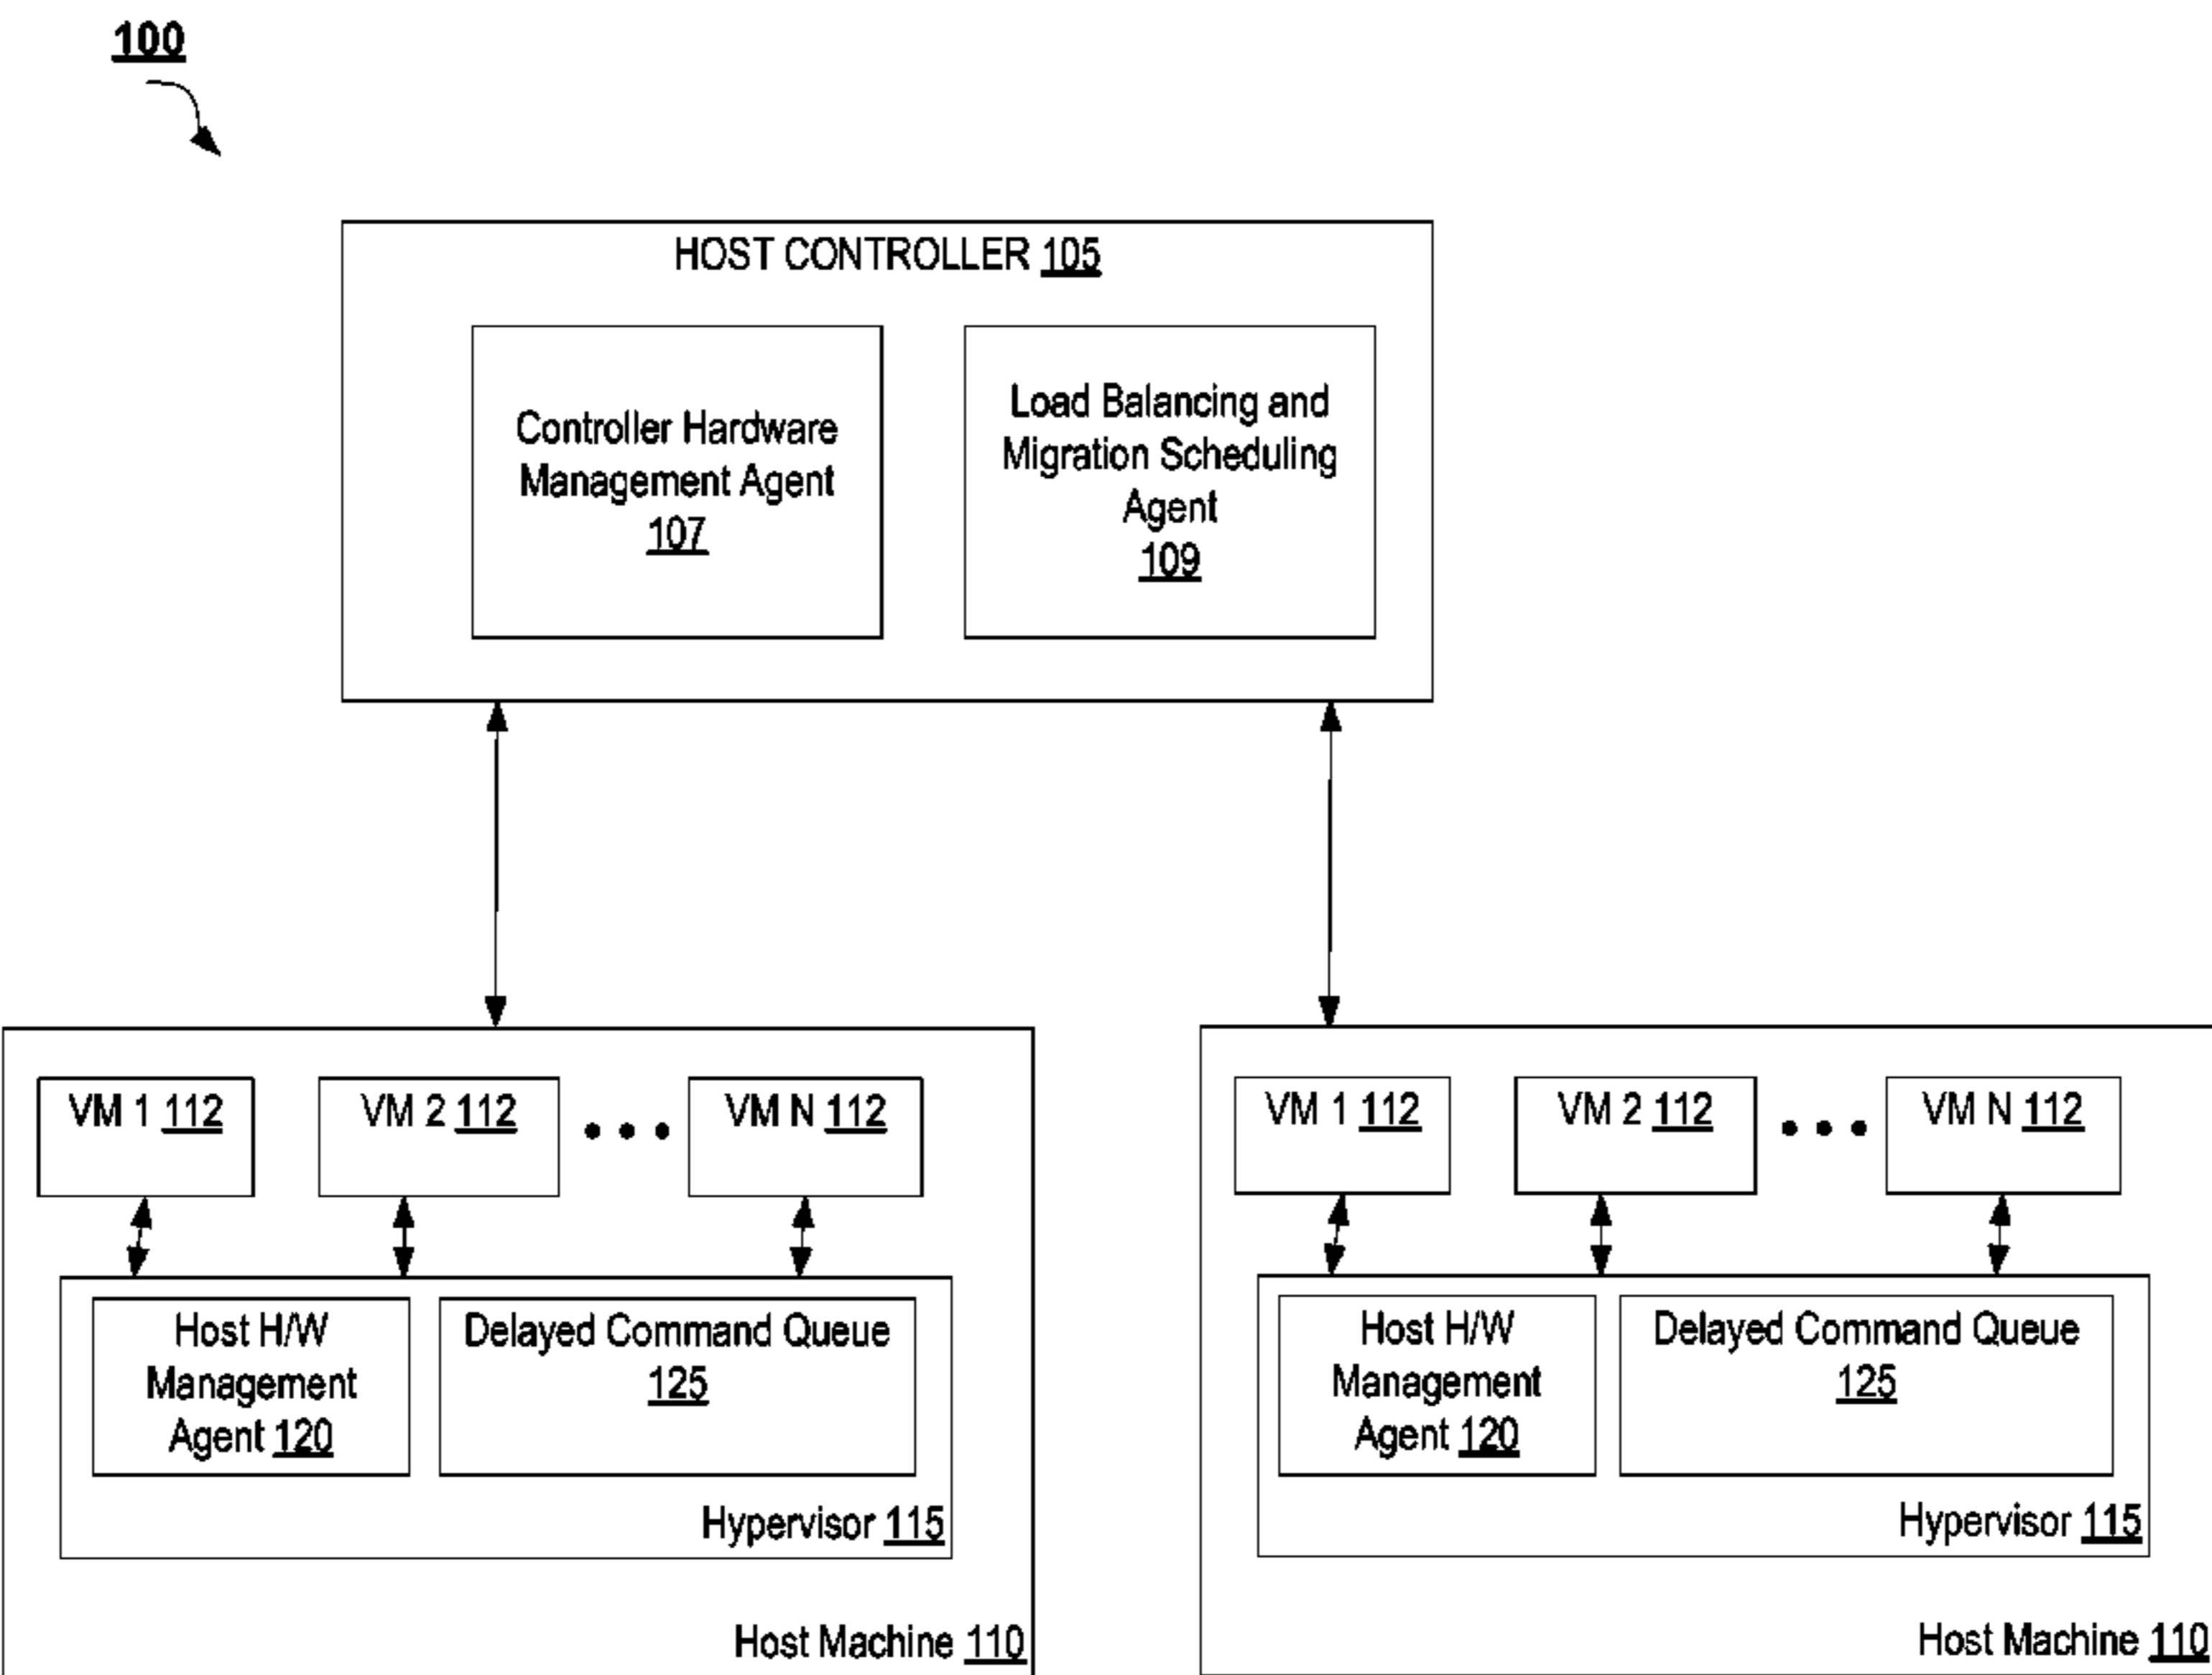 100
HOST CONTROLLER 105
Controller Hardware
Management Agent
107
Load Balancing and
Migration Scheduling
Agent
109
VM 1 112
VM 2 112
VM N 112
Host H/W
Management
Agent 120
Delayed Command Queue
125
Hypervisor 115
Host Machine 110
VM 1 112
VM 2 112
VM N 112
Host H/W
Management
Agent 120
Delayed Command Queue
125
Hypervisor 115
Host Machine 110